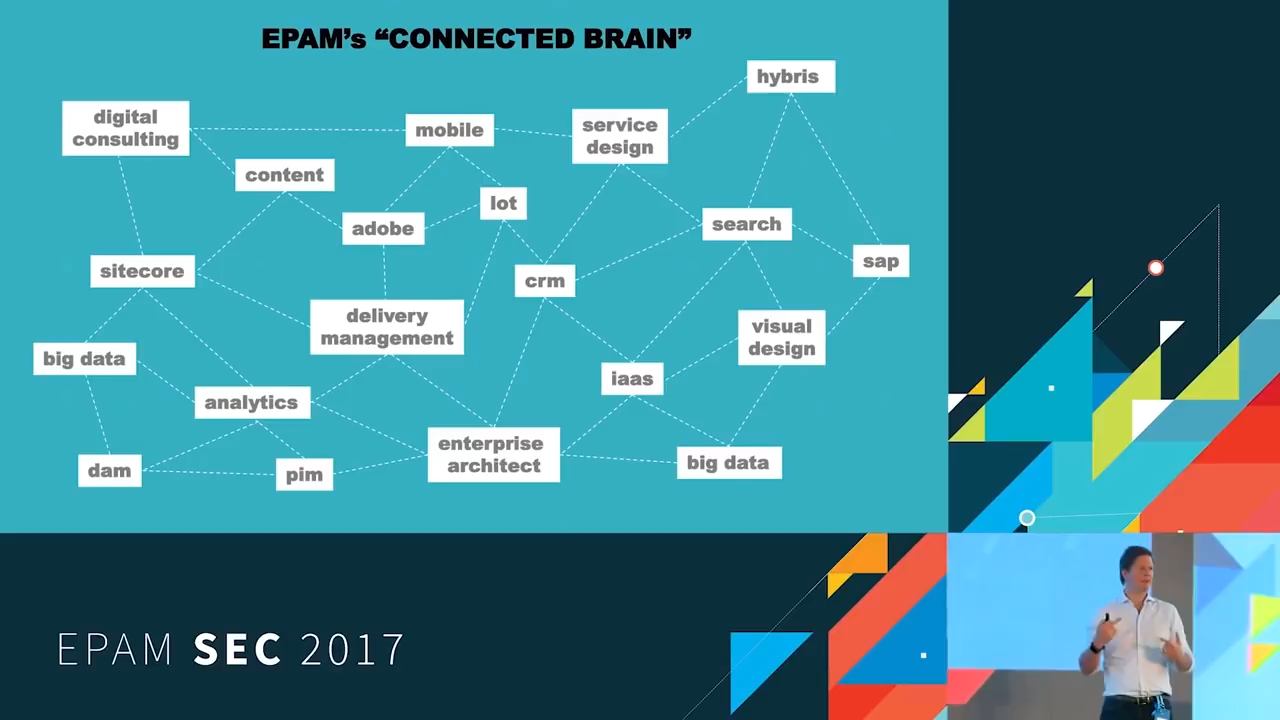 EPAM's “CONNECTED BRAIN”
hybris
digital
consulting
mobile
service
design
content
lot
adobe
search
sitecore
crm
sap
delivery
management
visual
design
big data
iaas
analytics
enterprise
architect
big data
dam
pim
EPAM SEC 2017